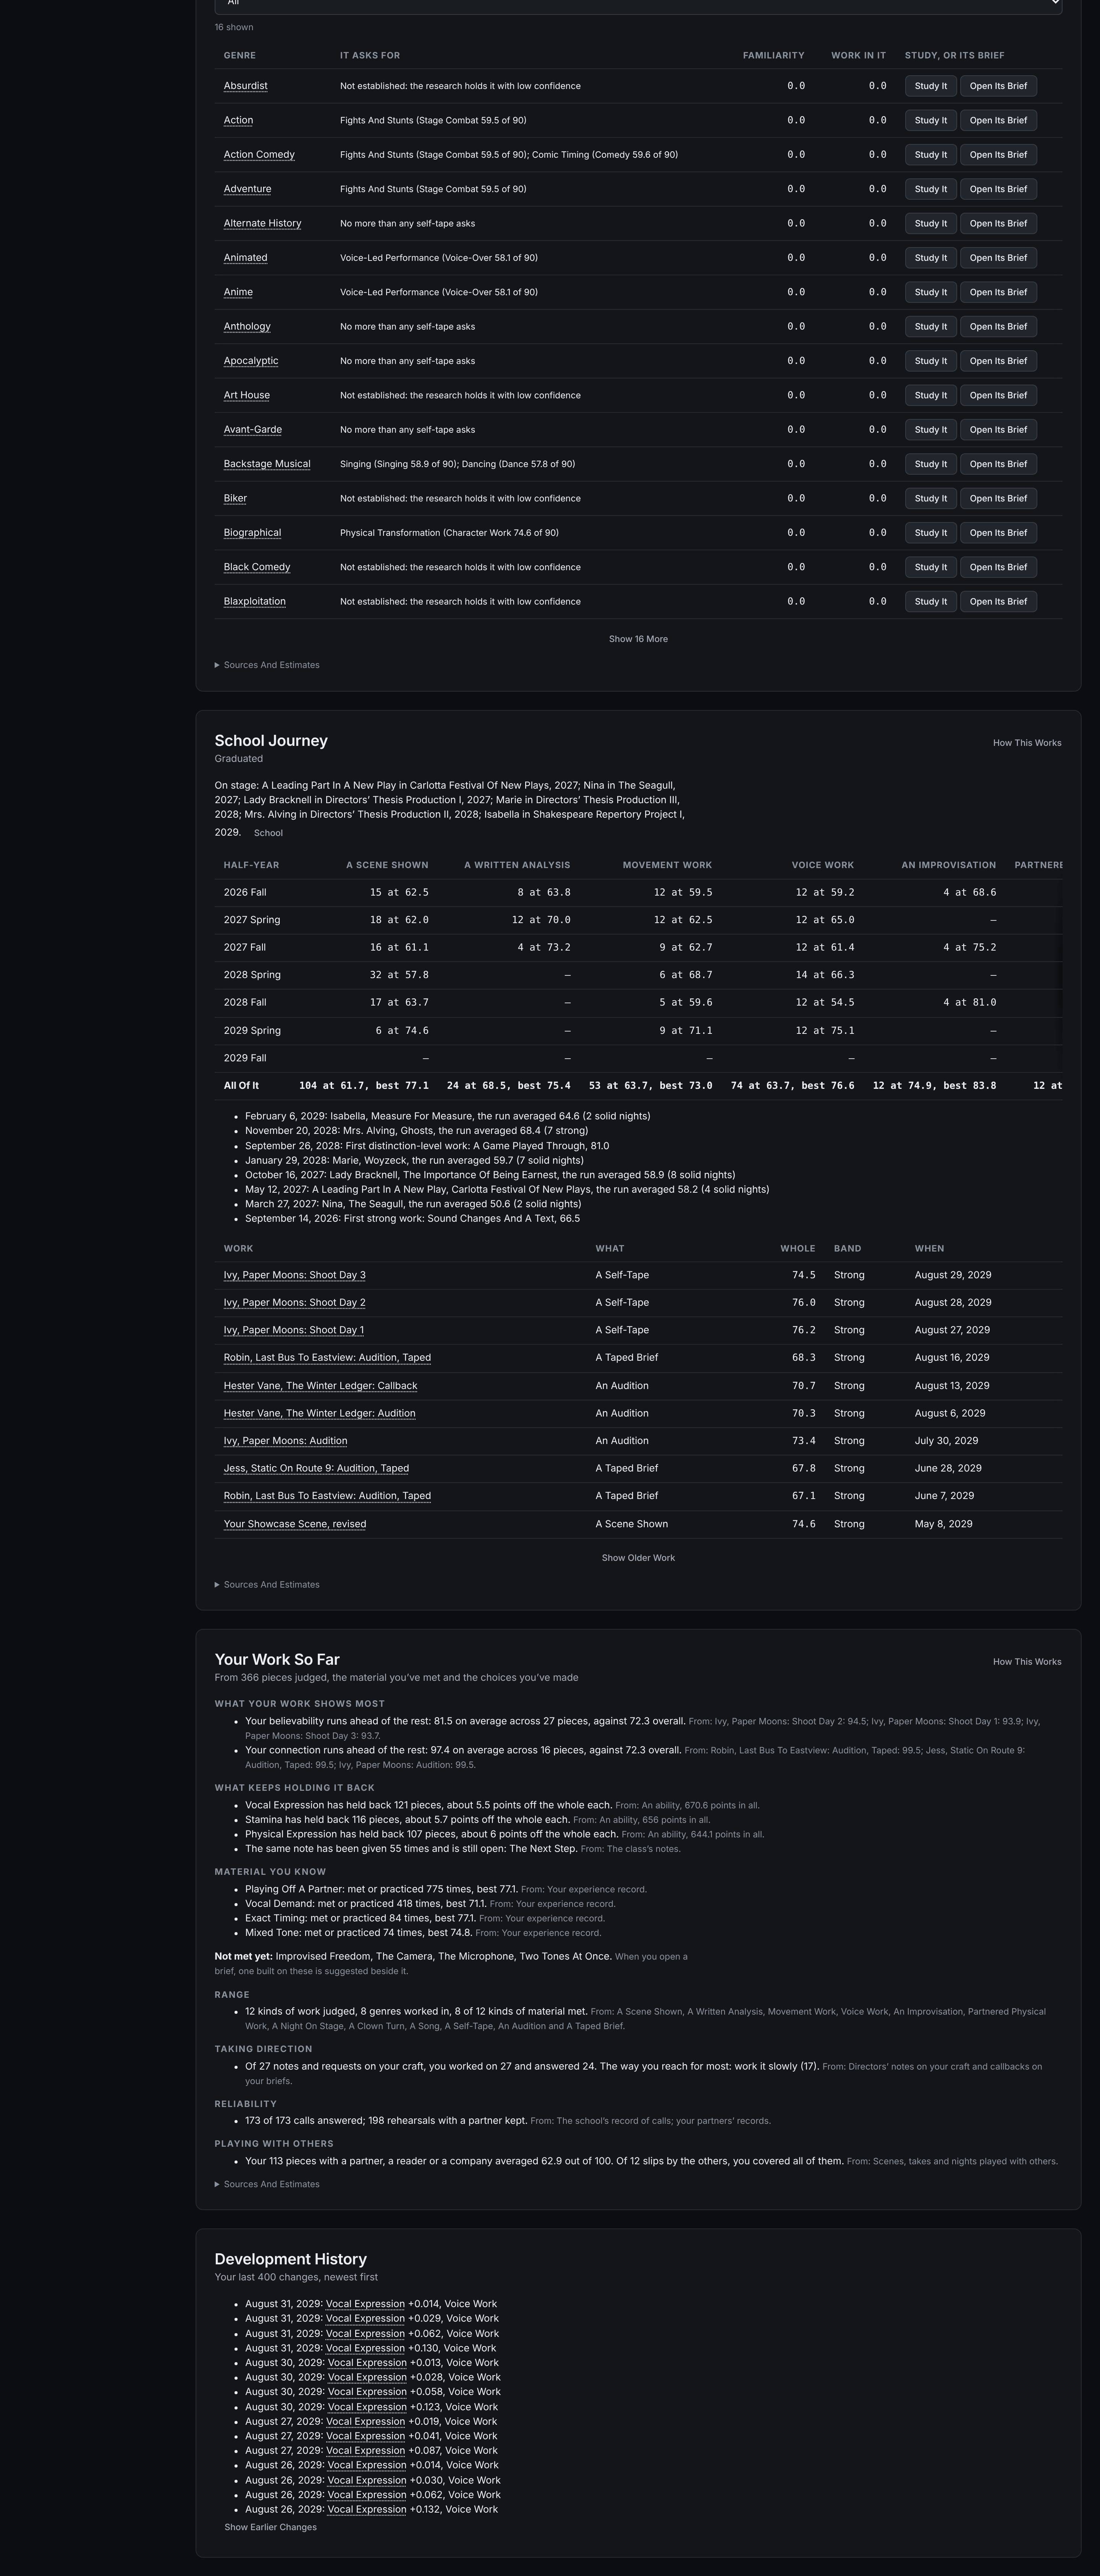 All
16 shown
GENRE IT ASKS FOR FAMILIARITY WORK IN IT STUDY, OR ITS BRIEF
Absurdist Not established: the research holds it with low confidence 0.0 0.0 Study It Open Its Brief
Action Fights And Stunts (Stage Combat 59.5 of 90) 0.0 0.0 Study It Open Its Brief
Action Comedy Fights And Stunts (Stage Combat 59.5 of 90); Comic Timing (Comedy 59.6 of 90) 0.0 0.0 Study It Open Its Brief
Adventure Fights And Stunts (Stage Combat 59.5 of 90) 0.0 0.0 Study It Open Its Brief
Alternate History No more than any self-tape asks 0.0 0.0 Study It Open Its Brief
Animated Voice-Led Performance (Voice-Over 58.1 of 90) 0.0 0.0 Study It Open Its Brief
Anime Voice-Led Performance (Voice-Over 58.1 of 90) 0.0 0.0 Study It Open Its Brief
Anthology No more than any self-tape asks 0.0 0.0 Study It Open Its Brief
Apocalyptic No more than any self-tape asks 0.0 0.0 Study It Open Its Brief
Art House Not established: the research holds it with low confidence 0.0 0.0 Study It Open Its Brief
Avant-Garde No more than any self-tape asks 0.0 0.0 Study It Open Its Brief
Backstage Musical Singing (Singing 58.9 of 90); Dancing (Dance 57.8 of 90) 0.0 0.0 Study It Open Its Brief
Biker Not established: the research holds it with low confidence 0.0 0.0 Study It Open Its Brief
Biographical Physical Transformation (Character Work 74.6 of 90) 0.0 0.0 Study It Open Its Brief
Black Comedy Not established: the research holds it with low confidence 0.0 0.0 Study It Open Its Brief
Blaxploitation Not established: the research holds it with low confidence 0.0 0.0 Study It Open Its Brief
Show 16 More
▶ Sources And Estimates
School Journey How This Works
Graduated
On stage: A Leading Part In A New Play in Carlotta Festival Of New Plays, 2027; Nina in The Seagull,
2027; Lady Bracknell in Directors’ Thesis Production I, 2027; Marie in Directors’ Thesis Production III,
2028; Mrs. Alving in Directors’ Thesis Production II, 2028; Isabella in Shakespeare Repertory Project I,
2029. School
HALF-YEAR A SCENE SHOWN A WRITTEN ANALYSIS MOVEMENT WORK VOICE WORK AN IMPROVISATION PARTNERE
2026 Fall 15 at 62.5 8 at 63.8 12 at 59.5 12 at 59.2 4 at 68.6
2027 Spring 18 at 62.0 12 at 70.0 12 at 62.5 12 at 65.0 —
2027 Fall 16 at 61.1 4 at 73.2 9 at 62.7 12 at 61.4 4 at 75.2
2028 Spring 32 at 57.8 — 6 at 68.7 14 at 66.3 —
2028 Fall 17 at 63.7 — 5 at 59.6 12 at 54.5 4 at 81.0
2029 Spring 6 at 74.6 — 9 at 71.1 12 at 75.1 —
2029 Fall — — — — —
All Of It 104 at 61.7, best 77.1 24 at 68.5, best 75.4 53 at 63.7, best 73.0 74 at 63.7, best 76.6 12 at 74.9, best 83.8 12 at
• February 6, 2029: Isabella, Measure For Measure, the run averaged 64.6 (2 solid nights)
• November 20, 2028: Mrs. Alving, Ghosts, the run averaged 68.4 (7 strong)
• September 26, 2028: First distinction-level work: A Game Played Through, 81.0
• January 29, 2028: Marie, Woyzeck, the run averaged 59.7 (7 solid nights)
• October 16, 2027: Lady Bracknell, The Importance Of Being Earnest, the run averaged 58.9 (8 solid nights)
• May 12, 2027: A Leading Part In A New Play, Carlotta Festival Of New Plays, the run averaged 58.2 (4 solid nights)
• March 27, 2027: Nina, The Seagull, the run averaged 50.6 (2 solid nights)
• September 14, 2026: First strong work: Sound Changes And A Text, 66.5
WORK WHAT WHOLE BAND WHEN
Ivy, Paper Moons: Shoot Day 3 A Self-Tape 74.5 Strong August 29, 2029
Ivy, Paper Moons: Shoot Day 2 A Self-Tape 76.0 Strong August 28, 2029
Ivy, Paper Moons: Shoot Day 1 A Self-Tape 76.2 Strong August 27, 2029
Robin, Last Bus To Eastview: Audition, Taped A Taped Brief 68.3 Strong August 16, 2029
Hester Vane, The Winter Ledger: Callback An Audition 70.7 Strong August 13, 2029
Hester Vane, The Winter Ledger: Audition An Audition 70.3 Strong August 6, 2029
Ivy, Paper Moons: Audition An Audition 73.4 Strong July 30, 2029
Jess, Static On Route 9: Audition, Taped A Taped Brief 67.8 Strong June 28, 2029
Robin, Last Bus To Eastview: Audition, Taped A Taped Brief 67.1 Strong June 7, 2029
Your Showcase Scene, revised A Scene Shown 74.6 Strong May 8, 2029
Show Older Work
▶ Sources And Estimates
Your Work So Far How This Works
From 366 pieces judged, the material you’ve met and the choices you’ve made
WHAT YOUR WORK SHOWS MOST
• Your believability runs ahead of the rest: 81.5 on average across 27 pieces, against 72.3 overall. From: Ivy, Paper Moons: Shoot Day 2: 94.5; Ivy, Paper Moons: Shoot Day 1: 93.9; Ivy,
Paper Moons: Shoot Day 3: 93.7.
• Your connection runs ahead of the rest: 97.4 on average across 16 pieces, against 72.3 overall. From: Robin, Last Bus To Eastview: Audition, Taped: 99.5; Jess, Static On Route 9:
Audition, Taped: 99.5; Ivy, Paper Moons: Audition: 99.5.
WHAT KEEPS HOLDING IT BACK
• Vocal Expression has held back 121 pieces, about 5.5 points off the whole each. From: An ability, 670.6 points in all.
• Stamina has held back 116 pieces, about 5.7 points off the whole each. From: An ability, 656 points in all.
• Physical Expression has held back 107 pieces, about 6 points off the whole each. From: An ability, 644.1 points in all.
• The same note has been given 55 times and is still open: The Next Step. From: The class’s notes.
MATERIAL YOU KNOW
• Playing Off A Partner: met or practiced 775 times, best 77.1. From: Your experience record.
• Vocal Demand: met or practiced 418 times, best 71.1. From: Your experience record.
• Exact Timing: met or practiced 84 times, best 77.1. From: Your experience record.
• Mixed Tone: met or practiced 74 times, best 74.8. From: Your experience record.
Not met yet: Improvised Freedom, The Camera, The Microphone, Two Tones At Once. When you open a
brief, one built on these is suggested beside it.
RANGE
• 12 kinds of work judged, 8 genres worked in, 8 of 12 kinds of material met. From: A Scene Shown, A Written Analysis, Movement Work, Voice Work, An Improvisation, Partnered Physical
Work, A Night On Stage, A Clown Turn, A Song, A Self-Tape, An Audition and A Taped Brief.
TAKING DIRECTION
• Of 27 notes and requests on your craft, you worked on 27 and answered 24. The way you reach for most: work it slowly (17). From: Directors’ notes on your craft and callbacks on
your briefs.
RELIABILITY
• 173 of 173 calls answered; 198 rehearsals with a partner kept. From: The school’s record of calls; your partners’ records.
PLAYING WITH OTHERS
• Your 113 pieces with a partner, a reader or a company averaged 62.9 out of 100. Of 12 slips by the others, you covered all of them. From: Scenes, takes and nights played with others.
▶ Sources And Estimates
Development History
Your last 400 changes, newest first
• August 31, 2029: Vocal Expression +0.014, Voice Work
• August 31, 2029: Vocal Expression +0.029, Voice Work
• August 31, 2029: Vocal Expression +0.062, Voice Work
• August 31, 2029: Vocal Expression +0.130, Voice Work
• August 30, 2029: Vocal Expression +0.013, Voice Work
• August 30, 2029: Vocal Expression +0.028, Voice Work
• August 30, 2029: Vocal Expression +0.058, Voice Work
• August 30, 2029: Vocal Expression +0.123, Voice Work
• August 27, 2029: Vocal Expression +0.019, Voice Work
• August 27, 2029: Vocal Expression +0.041, Voice Work
• August 27, 2029: Vocal Expression +0.087, Voice Work
• August 26, 2029: Vocal Expression +0.014, Voice Work
• August 26, 2029: Vocal Expression +0.030, Voice Work
• August 26, 2029: Vocal Expression +0.062, Voice Work
• August 26, 2029: Vocal Expression +0.132, Voice Work
Show Earlier Changes